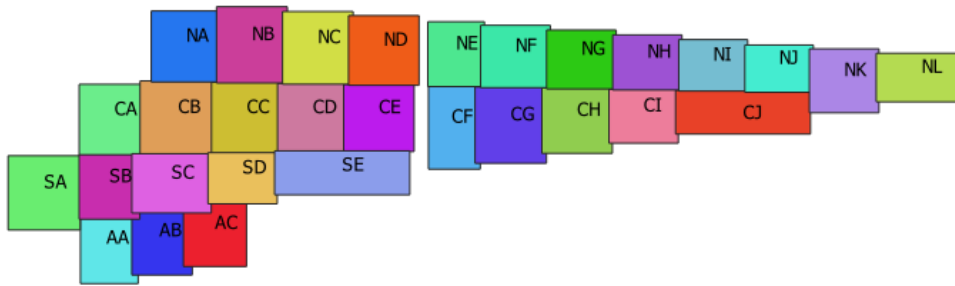 NA NB NC ND NE NF NG NH NI NJ NK NL
CA CB CC CD CE CF CG CH CI CJ
SA SB SC SD SE
AA AB AC